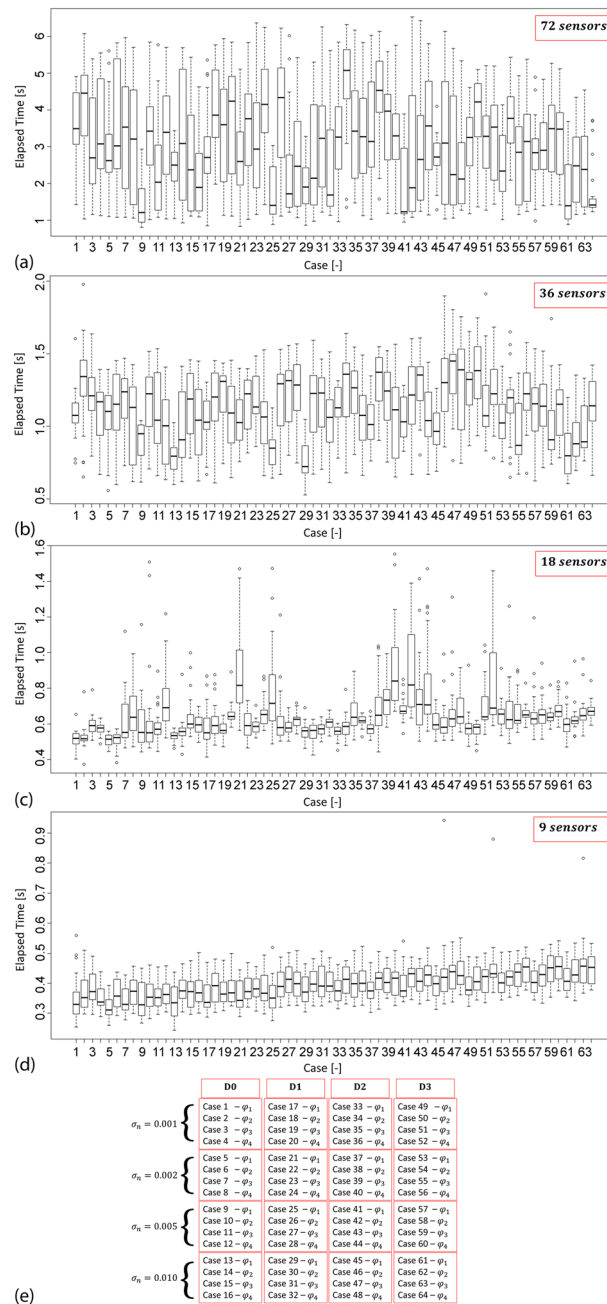 72 sensors
Elapsed Time [s]
6
5
4
3
2
1
1 3 5 7 9 11 13 15 17 19 21 23 25 27 29 31 33 35 37 39 41 43 45 47 49 51 53 55 57 59 61 63
(a)
Case [-]
36 sensors
Elapsed Time [s]
2.0
1.5
1.0
0.5
1 3 5 7 9 11 13 15 17 19 21 23 25 27 29 31 33 35 37 39 41 43 45 47 49 51 53 55 57 59 61 63
(b)
Case [-]
18 sensors
Elapsed Time [s]
1.6
1.4
1.2
1.0
0.8
0.6
0.4
1 3 5 7 9 11 13 15 17 19 21 23 25 27 29 31 33 35 37 39 41 43 45 47 49 51 53 55 57 59 61 63
(c)
Case [-]
9 sensors
Elapsed Time [s]
0.9
0.8
0.7
0.6
0.5
0.4
0.3
1 3 5 7 9 11 13 15 17 19 21 23 25 27 29 31 33 35 37 39 41 43 45 47 49 51 53 55 57 59 61 63
(d)
Case [-]
D0 D1 D2 D3
Case 1 – φ1 Case 17 – φ1 Case 33 – φ1 Case 49 – φ1
Case 2 – φ2 Case 18 – φ2 Case 34 – φ2 Case 50 – φ2
σn = 0.001
Case 3 – φ3 Case 19 – φ3 Case 35 – φ3 Case 51 – φ3
Case 4 – φ4 Case 20 – φ4 Case 36 – φ4 Case 52 – φ4
Case 5 – φ1 Case 21 – φ1 Case 37 – φ1 Case 53 – φ1
Case 6 – φ2 Case 22 – φ2 Case 38 – φ2 Case 54 – φ2
σn = 0.002
Case 7 – φ3 Case 23 – φ3 Case 39 – φ3 Case 55 – φ3
Case 8 – φ4 Case 24 – φ4 Case 40 – φ4 Case 56 – φ4
Case 9 – φ1 Case 25 – φ1 Case 41 – φ1 Case 57 – φ1
Case 10 – φ2 Case 26 – φ2 Case 42 – φ2 Case 58 – φ2
σn = 0.005
Case 11 – φ3 Case 27 – φ3 Case 43 – φ3 Case 59 – φ3
Case 12 – φ4 Case 28 – φ4 Case 44 – φ4 Case 60 – φ4
Case 13 – φ1 Case 29 – φ1 Case 45 – φ1 Case 61 – φ1
Case 14 – φ2 Case 30 – φ2 Case 46 – φ2 Case 62 – φ2
σn = 0.010
Case 15 – φ3 Case 31 – φ3 Case 47 – φ3 Case 63 – φ3
Case 16 – φ4 Case 32 – φ4 Case 48 – φ4 Case 64 – φ4
(e)